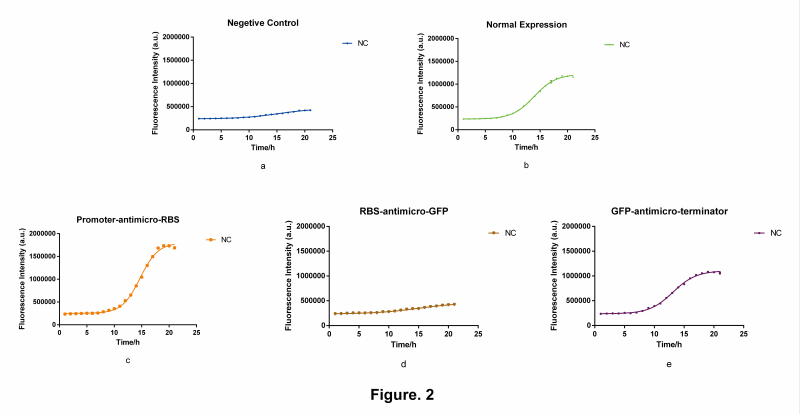 Negetive Control
Fluorescence Intensity (a.u.)
2000000
1500000
1000000
500000
0
0 5 10 15 20 25
Time/h
NC
a
Normal Expression
Fluorescence Intensity (a.u.)
2000000
1500000
1000000
500000
0
0 5 10 15 20 25
Time/h
NC
b
Promoter-antimicro-RBS
Fluorescence Intensity (a.u.)
2000000
1500000
1000000
500000
0
0 5 10 15 20 25
Time/h
NC
c
RBS-antimicro-GFP
Fluorescence Intensity (a.u.)
2000000
1500000
1000000
500000
0
0 5 10 15 20 25
Time/h
NC
d
GFP-antimicro-terminator
Fluorescence Intensity (a.u.)
2000000
1500000
1000000
500000
0
0 5 10 15 20 25
Time/h
NC
e
Figure. 2